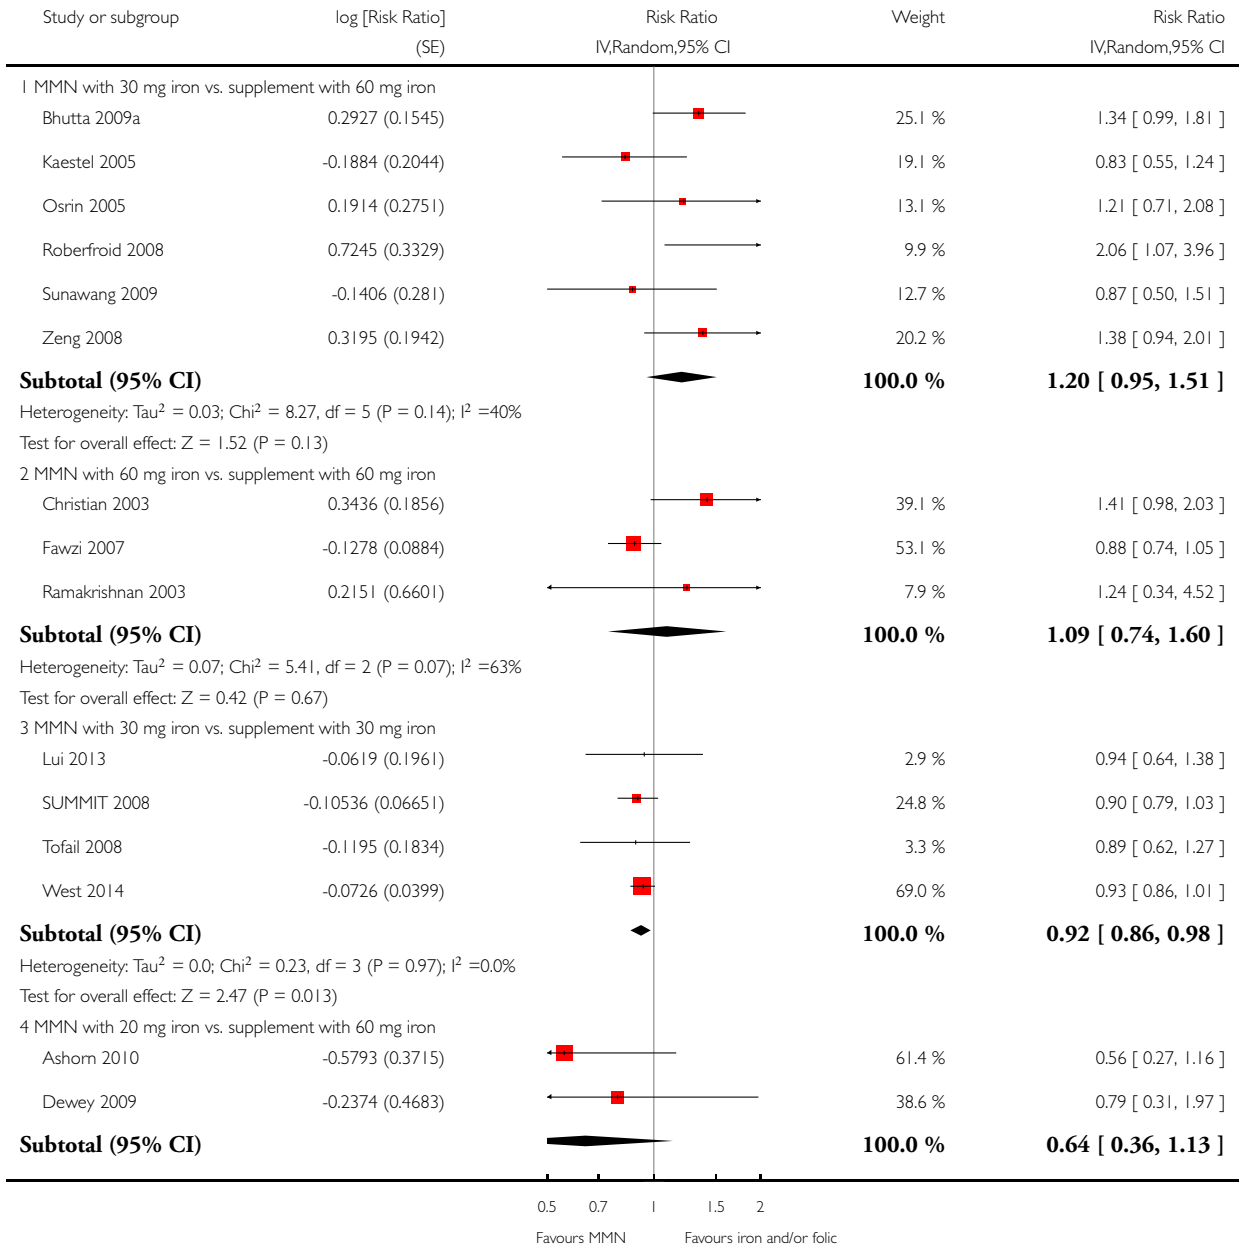 Study or subgroup log [Risk Ratio] Risk Ratio Weight Risk Ratio
(SE) IV,Random,95% CI IV,Random,95% CI
1 MMN with 30 mg iron vs. supplement with 60 mg iron
Bhutta 2009a 0.2927 (0.1545) 25.1 % 1.34 [ 0.99, 1.81 ]
Kaestel 2005 -0.1884 (0.2044) 19.1 % 0.83 [ 0.55, 1.24 ]
Osrin 2005 0.1914 (0.2751) 13.1 % 1.21 [ 0.71, 2.08 ]
Roberfroid 2008 0.7245 (0.3329) 9.9 % 2.06 [ 1.07, 3.96 ]
Sunawang 2009 -0.1406 (0.281) 12.7 % 0.87 [ 0.50, 1.51 ]
Zeng 2008 0.3195 (0.1942) 20.2 % 1.38 [ 0.94, 2.01 ]
Subtotal (95% CI) 100.0 % 1.20 [ 0.95, 1.51 ]
Heterogeneity: Tau² = 0.03; Chi² = 8.27, df = 5 (P = 0.14); I² =40%
Test for overall effect: Z = 1.52 (P = 0.13)
2 MMN with 60 mg iron vs. supplement with 60 mg iron
Christian 2003 0.3436 (0.1856) 39.1 % 1.41 [ 0.98, 2.03 ]
Fawzi 2007 -0.1278 (0.0884) 53.1 % 0.88 [ 0.74, 1.05 ]
Ramakrishnan 2003 0.2151 (0.6601) 7.9 % 1.24 [ 0.34, 4.52 ]
Subtotal (95% CI) 100.0 % 1.09 [ 0.74, 1.60 ]
Heterogeneity: Tau² = 0.07; Chi² = 5.41, df = 2 (P = 0.07); I² =63%
Test for overall effect: Z = 0.42 (P = 0.67)
3 MMN with 30 mg iron vs. supplement with 30 mg iron
Lui 2013 -0.0619 (0.1961) 2.9 % 0.94 [ 0.64, 1.38 ]
SUMMIT 2008 -0.10536 (0.06651) 24.8 % 0.90 [ 0.79, 1.03 ]
Tofail 2008 -0.1195 (0.1834) 3.3 % 0.89 [ 0.62, 1.27 ]
West 2014 -0.0726 (0.0399) 69.0 % 0.93 [ 0.86, 1.01 ]
Subtotal (95% CI) 100.0 % 0.92 [ 0.86, 0.98 ]
Heterogeneity: Tau² = 0.0; Chi² = 0.23, df = 3 (P = 0.97); I² =0.0%
Test for overall effect: Z = 2.47 (P = 0.013)
4 MMN with 20 mg iron vs. supplement with 60 mg iron
Ashorn 2010 -0.5793 (0.3715) 61.4 % 0.56 [ 0.27, 1.16 ]
Dewey 2009 -0.2374 (0.4683) 38.6 % 0.79 [ 0.31, 1.97 ]
Subtotal (95% CI) 100.0 % 0.64 [ 0.36, 1.13 ]
0.5 0.7 1 1.5 2
Favours MMN Favours iron and/or folic